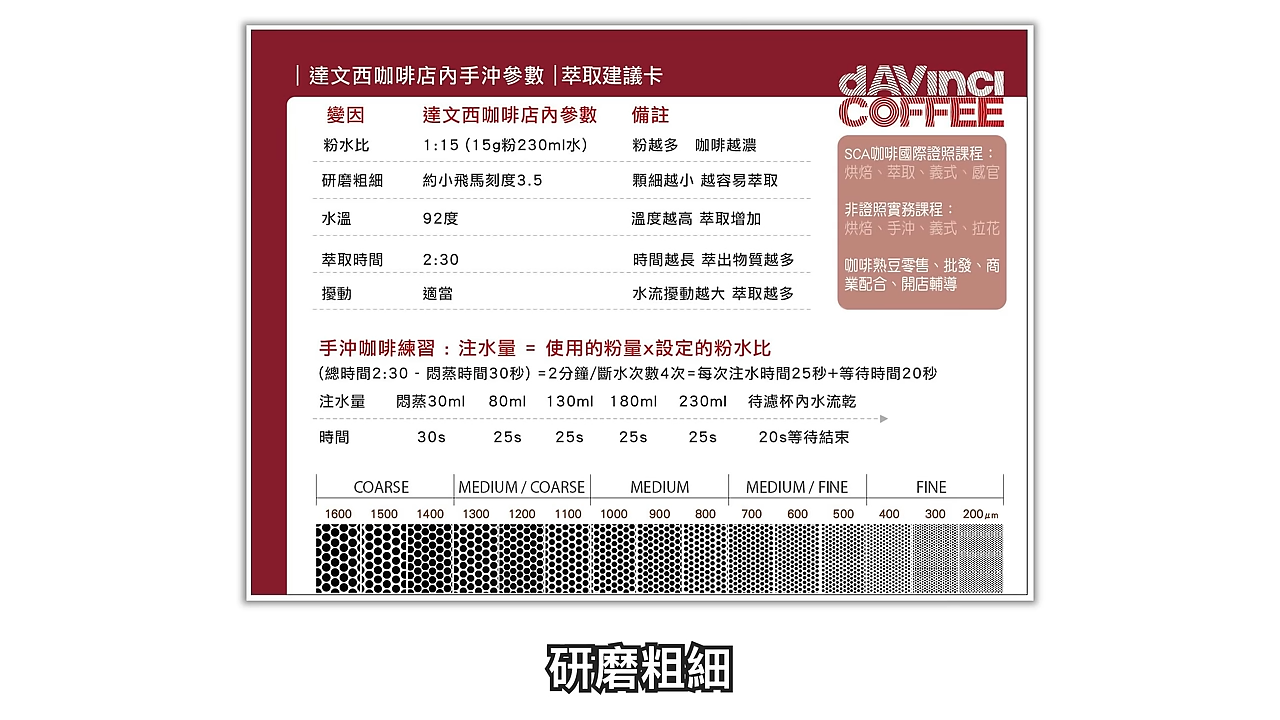 | 達文西咖啡店內手沖參數 | 萃取建議卡
dAVinci
COFFEE
變因 達文西咖啡店內參數 備註
粉水比 1:15 (15g粉230ml水) 粉越多 咖啡越濃
研磨粗細 約小飛馬刻度3.5 顆細越小 越容易萃取
水溫 92度 溫度越高 萃取增加
萃取時間 2:30 時間越長 萃出物質越多
擾動 適當 水流擾動越大 萃取越多
SCA咖啡國際證照課程：
烘焙、萃取、義式、感官
非證照實務課程：
烘焙、手沖、義式、拉花
咖啡熟豆零售、批發、商
業配合、開店輔導
手沖咖啡練習：注水量 = 使用的粉量x設定的粉水比
(總時間2:30 - 悶蒸時間30秒) =2分鐘/斷水次數4次=每次注水時間25秒+等待時間20秒
注水量 悶蒸30ml 80ml 130ml 180ml 230ml 待濾杯內水流乾
時間 30s 25s 25s 25s 25s 20s等待結束
COARSE MEDIUM / COARSE MEDIUM MEDIUM / FINE FINE
1600 1500 1400 1300 1200 1100 1000 900 800 700 600 500 400 300 200μm
研磨粗細